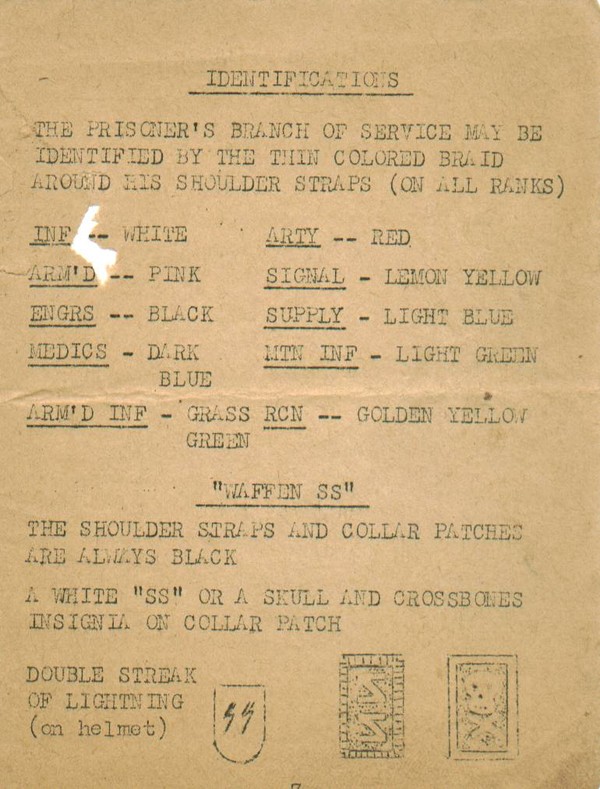 IDENTIFICATIONS
THE PRISONER'S BRANCH OF SERVICE MAY BE
IDENTIFIED BY THE THIN COLORED BRAID
AROUND HIS SHOULDER STRAPS (ON ALL RANKS)
INF -- WHITE ARTY -- RED
ARM'D -- PINK SIGNAL - LEMON YELLOW
ENGRS -- BLACK SUPPLY - LIGHT BLUE
MEDICS - DARK MTN INF - LIGHT GREEN
BLUE
ARM'D INF - GRASS RCN -- GOLDEN YELLOW
GREEN
"WAFFEN SS"
THE SHOULDER STRAPS AND COLLAR PATCHES
ARE ALWAYS BLACK
A WHITE "SS" OR A SKULL AND CROSSBONES
INSIGNIA ON COLLAR PATCH
DOUBLE STREAK
OF LIGHTNING
(on helmet)